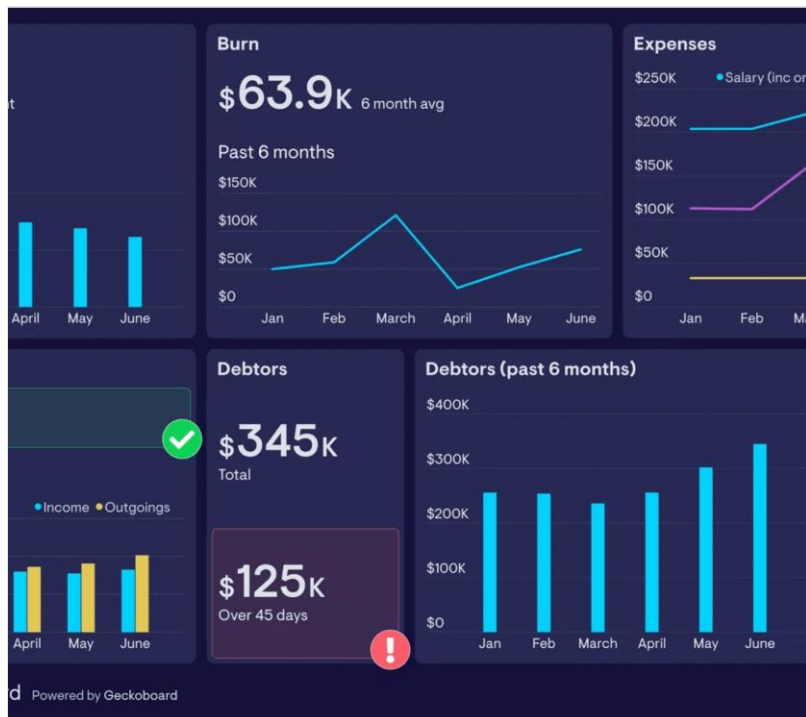 Burn
$63.9K 6 month avg
Past 6 months
$150K
$100K
$50K
$0
Jan Feb March April May June
Expenses
$250K
Salary (inc
$200K
$150K
$100K
$50K
$0
Jan Feb
April May June
Income Outgoings
April May June
Debtors
$345K
Total
$125K
Over 45 days
Debtors (past 6 months)
$400K
$300K
$200K
$100K
$0
Jan Feb March April May June
Powered by Geckoboard